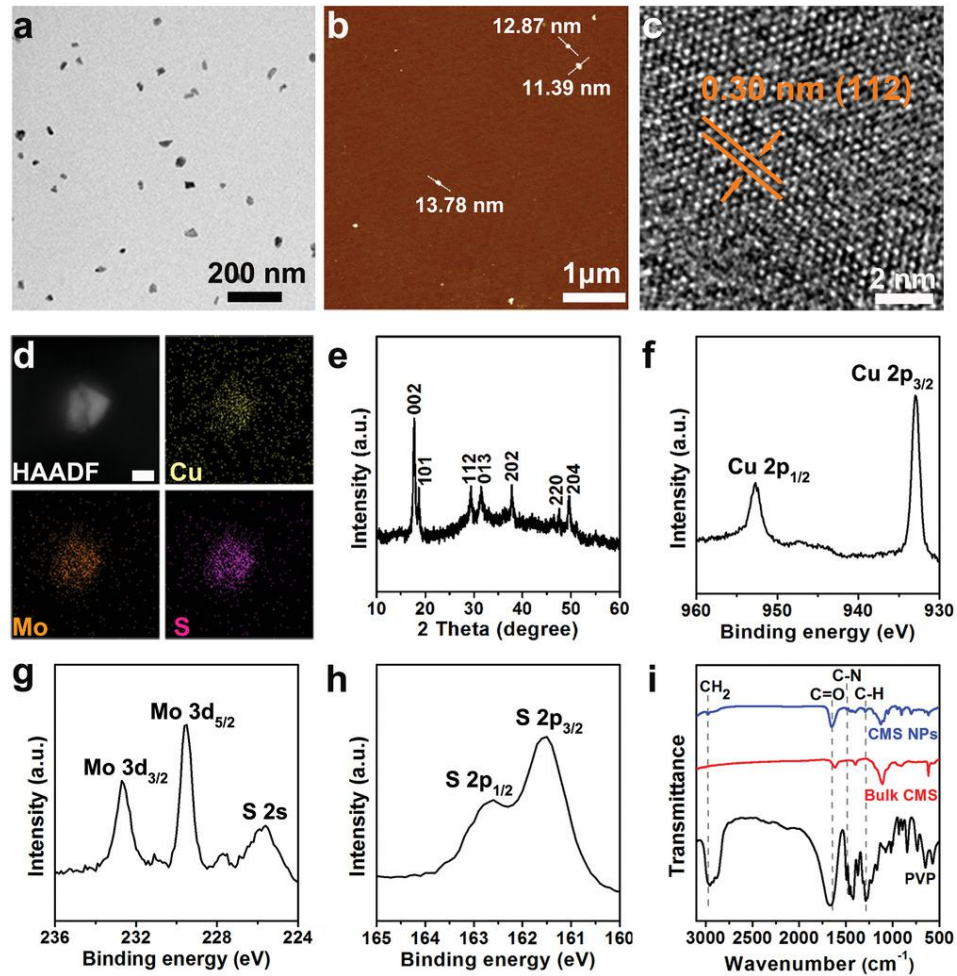 a
200 nm
b
12.87 nm
11.39 nm
13.78 nm
1µm
c
0.30 nm (112)
2 nm
d
HAADF
Cu
Mo
S
e
Intensity (a.u.)
002
101
112
013
202
220
204
10 20 30 40 50 60
2 Theta (degree)
f
Intensity (a.u.)
Cu 2p3/2
Cu 2p1/2
960 950 940 930
Binding energy (eV)
g
Intensity (a.u.)
Mo 3d5/2
Mo 3d3/2
S 2s
236 232 228 224
Binding energy (eV)
h
Intensity (a.u.)
S 2p3/2
S 2p1/2
165 164 163 162 161 160
Binding energy (eV)
i
Transmittance
C-N
CH2 C=O C-H
CMS NPs
Bulk CMS
PVP
3000 2500 2000 1500 1000 500
Wavenumber (cm-1)